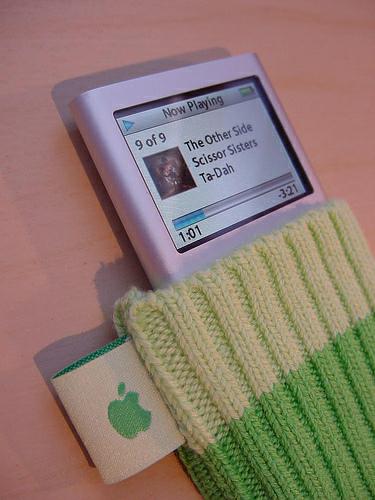 Now Playing
9 of 9
The Other Side
Scissor Sisters
Ta-Dah
1:01
-3:21